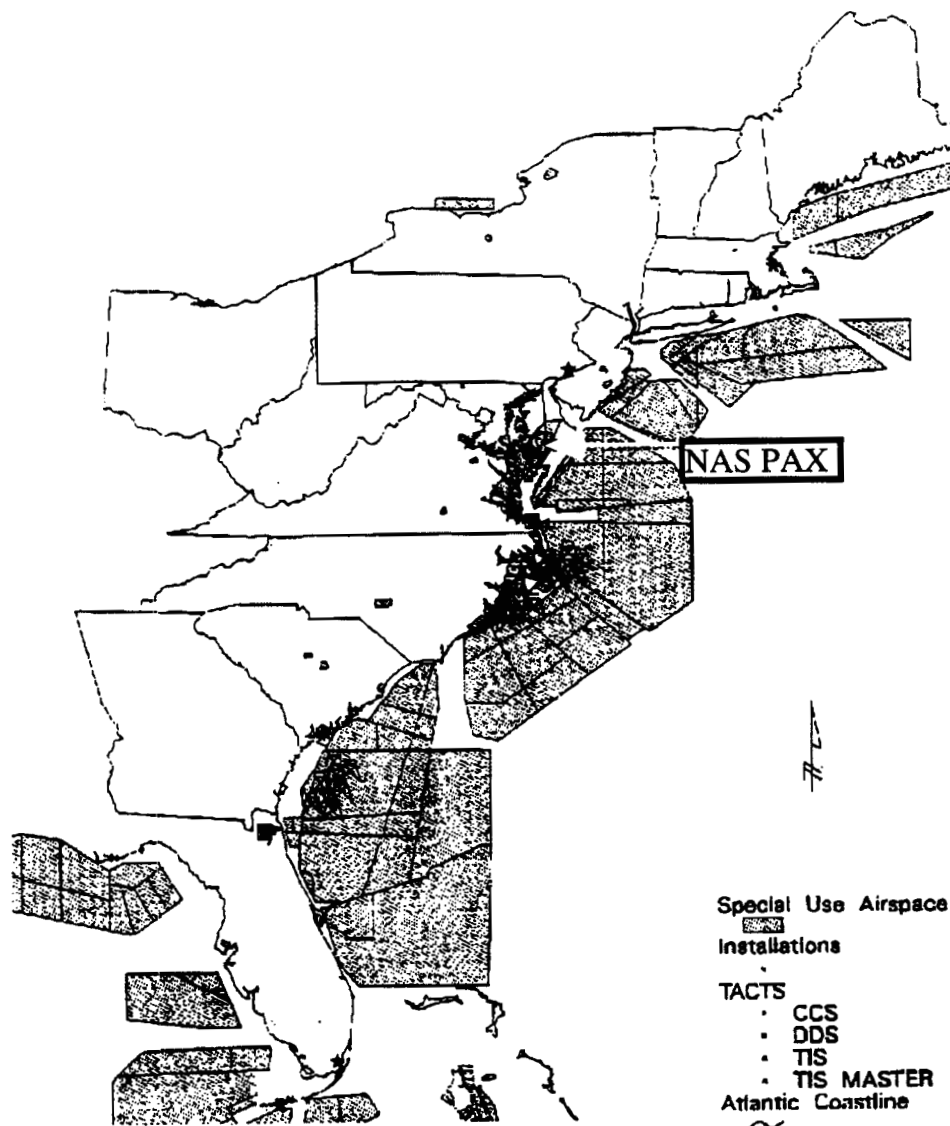 NAS PAX
Special Use Airspace
Installations
TACTS
CCS
DDS
TIS
TIS MASTER
Atlantic Coastline